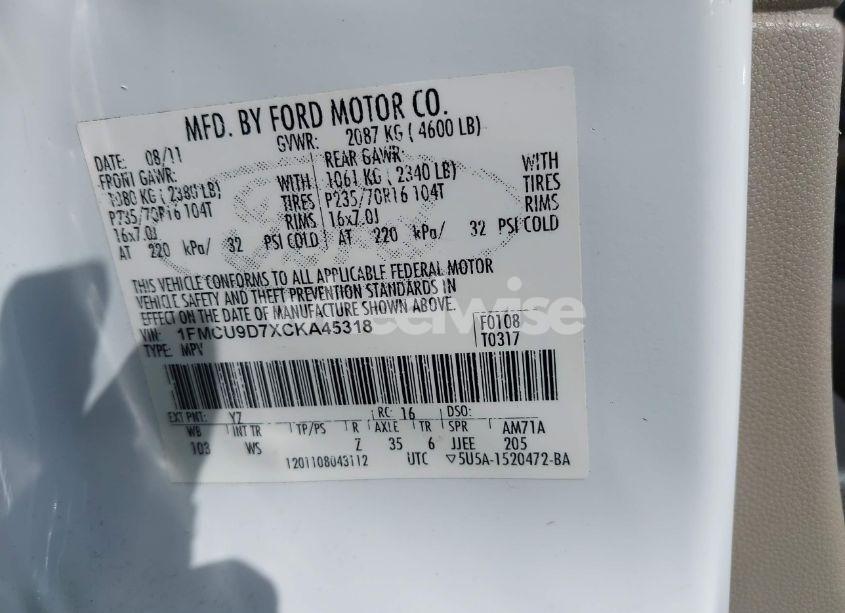 MFD. BY FORD MOTOR CO.
DATE: 08/11 GVWR: 2087 KG ( 4600 LB)
FRONT GAWR: REAR GAWR:
1080 KG ( 2380 LB) WITH 1061 KG ( 2340 LB) WITH
P235/70R16 104T TIRES P235/70R16 104T TIRES
16x7.0J RIMS 16x7.0J RIMS
AT 220 kPa/ 32 PSI COLD AT 220 kPa/ 32 PSI COLD
THIS VEHICLE CONFORMS TO ALL APPLICABLE FEDERAL MOTOR
VEHICLE SAFETY AND THEFT PREVENTION STANDARDS IN
EFFECT ON THE DATE OF MANUFACTURE SHOWN ABOVE.
VIN: 1FMCU9D7XCKA45318 F0108
TYPE: MPV T0317
EXT PNT: YZ RC: 16 DSO:
WB INT TR TP/PS R AXLE TR SPR AM71A
103 WS Z 35 6 JJEE 205
1201108043112 UTC ▽5U5A-1520472-BA